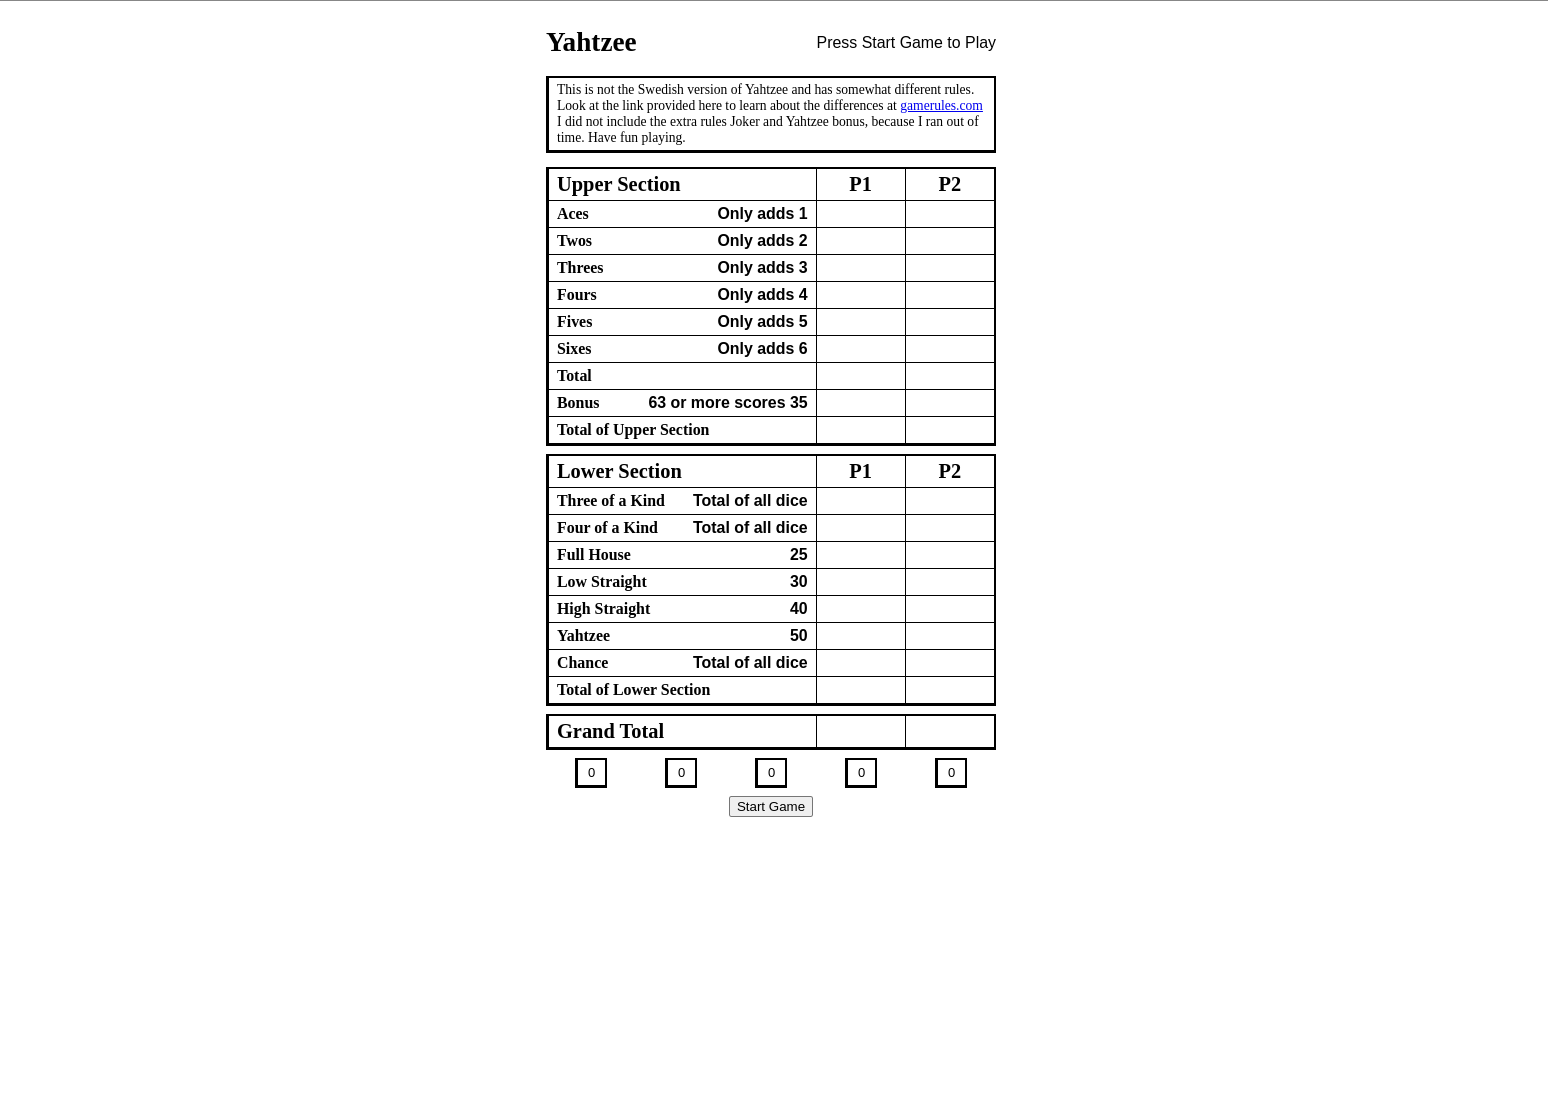 Yahtzee Press Start Game to Play
This is not the Swedish version of Yahtzee and has somewhat different rules.
Look at the link provided here to learn about the differences at gamerules.com
I did not include the extra rules Joker and Yahtzee bonus, because I ran out of
time. Have fun playing.
Upper Section P1 P2
Aces Only adds 1
Twos Only adds 2
Threes Only adds 3
Fours Only adds 4
Fives Only adds 5
Sixes Only adds 6
Total
Bonus 63 or more scores 35
Total of Upper Section
Lower Section P1 P2
Three of a Kind Total of all dice
Four of a Kind Total of all dice
Full House 25
Low Straight 30
High Straight 40
Yahtzee 50
Chance Total of all dice
Total of Lower Section
Grand Total
0 0 0 0 0
Start Game